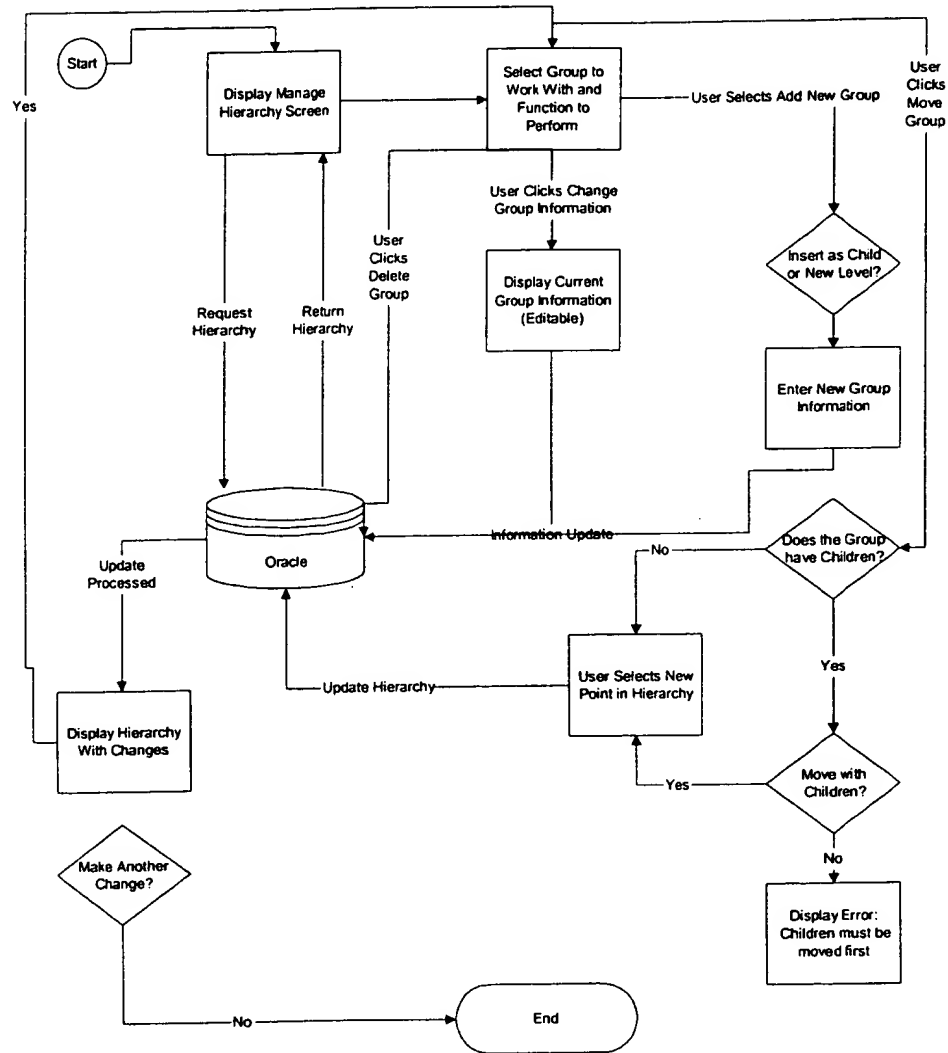 Start
Yes
Display Manage
Hierarchy Screen
Select Group to
Work With and
Function to
Perform
User Selects Add New Group
User
Clicks
Move
Group
User Clicks Change
Group Information
User
Clicks
Delete
Group
Insert as Child
or New Level?
Display Current
Group Information
(Editable)
Request
Hierarchy
Return
Hierarchy
Enter New Group
Information
Oracle
Information Update
Does the Group
have Children?
No
Update
Processed
Yes
User Selects New
Point in Hierarchy
Update Hierarchy
Display Hierarchy
With Changes
Move with
Children?
Yes
No
Make Another
Change?
Display Error:
Children must be
moved first
No
End